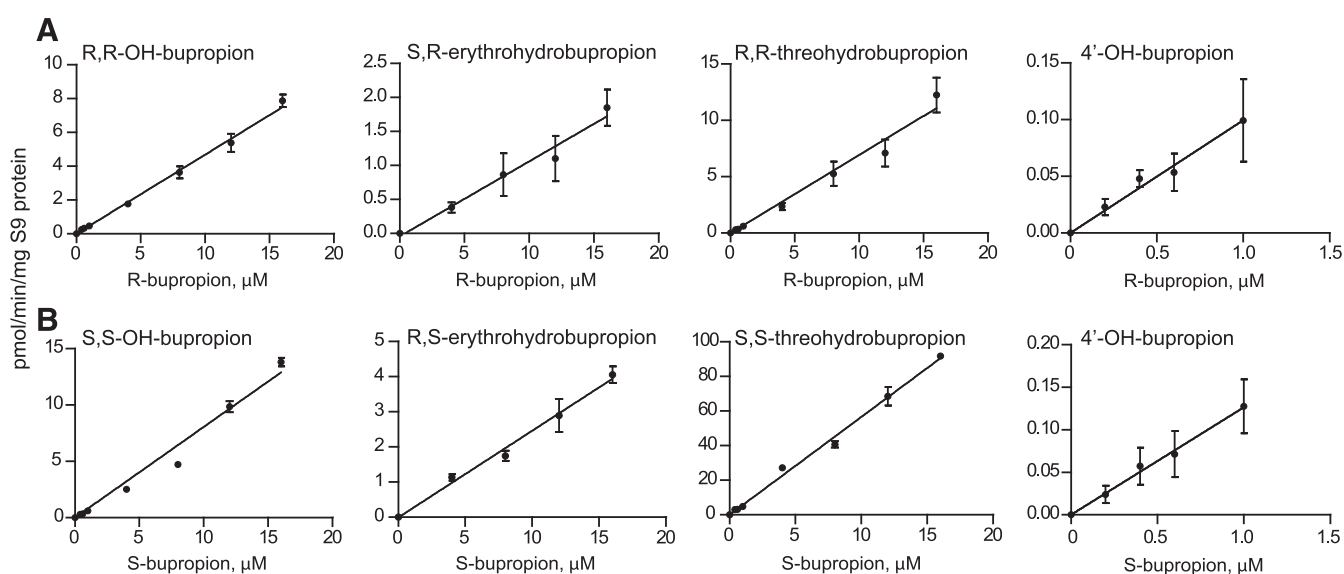 A
R,R-OH-bupropion
S,R-erythrohydrobupropion
R,R-threohydrobupropion
4’-OH-bupropion
10
8
6
4
2
0
0 5 10 15 20
R-bupropion, μM
2.5
2.0
1.5
1.0
0.5
0.0
0 5 10 15 20
R-bupropion, μM
15
10
5
0
0 5 10 15 20
R-bupropion, μM
0.15
0.10
0.05
0.00
0 0.5 1.0 1.5
R-bupropion, μM
pmol/min/mg S9 protein
B
S,S-OH-bupropion
R,S-erythrohydrobupropion
S,S-threohydrobupropion
4’-OH-bupropion
15
10
5
0
0 5 10 15 20
S-bupropion, μM
5
4
3
2
1
0
0 5 10 15 20
S-bupropion, μM
100
80
60
40
20
0
0 5 10 15 20
S-bupropion, μM
0.20
0.15
0.10
0.05
0.00
0 0.5 1.0 1.5
S-bupropion, μM